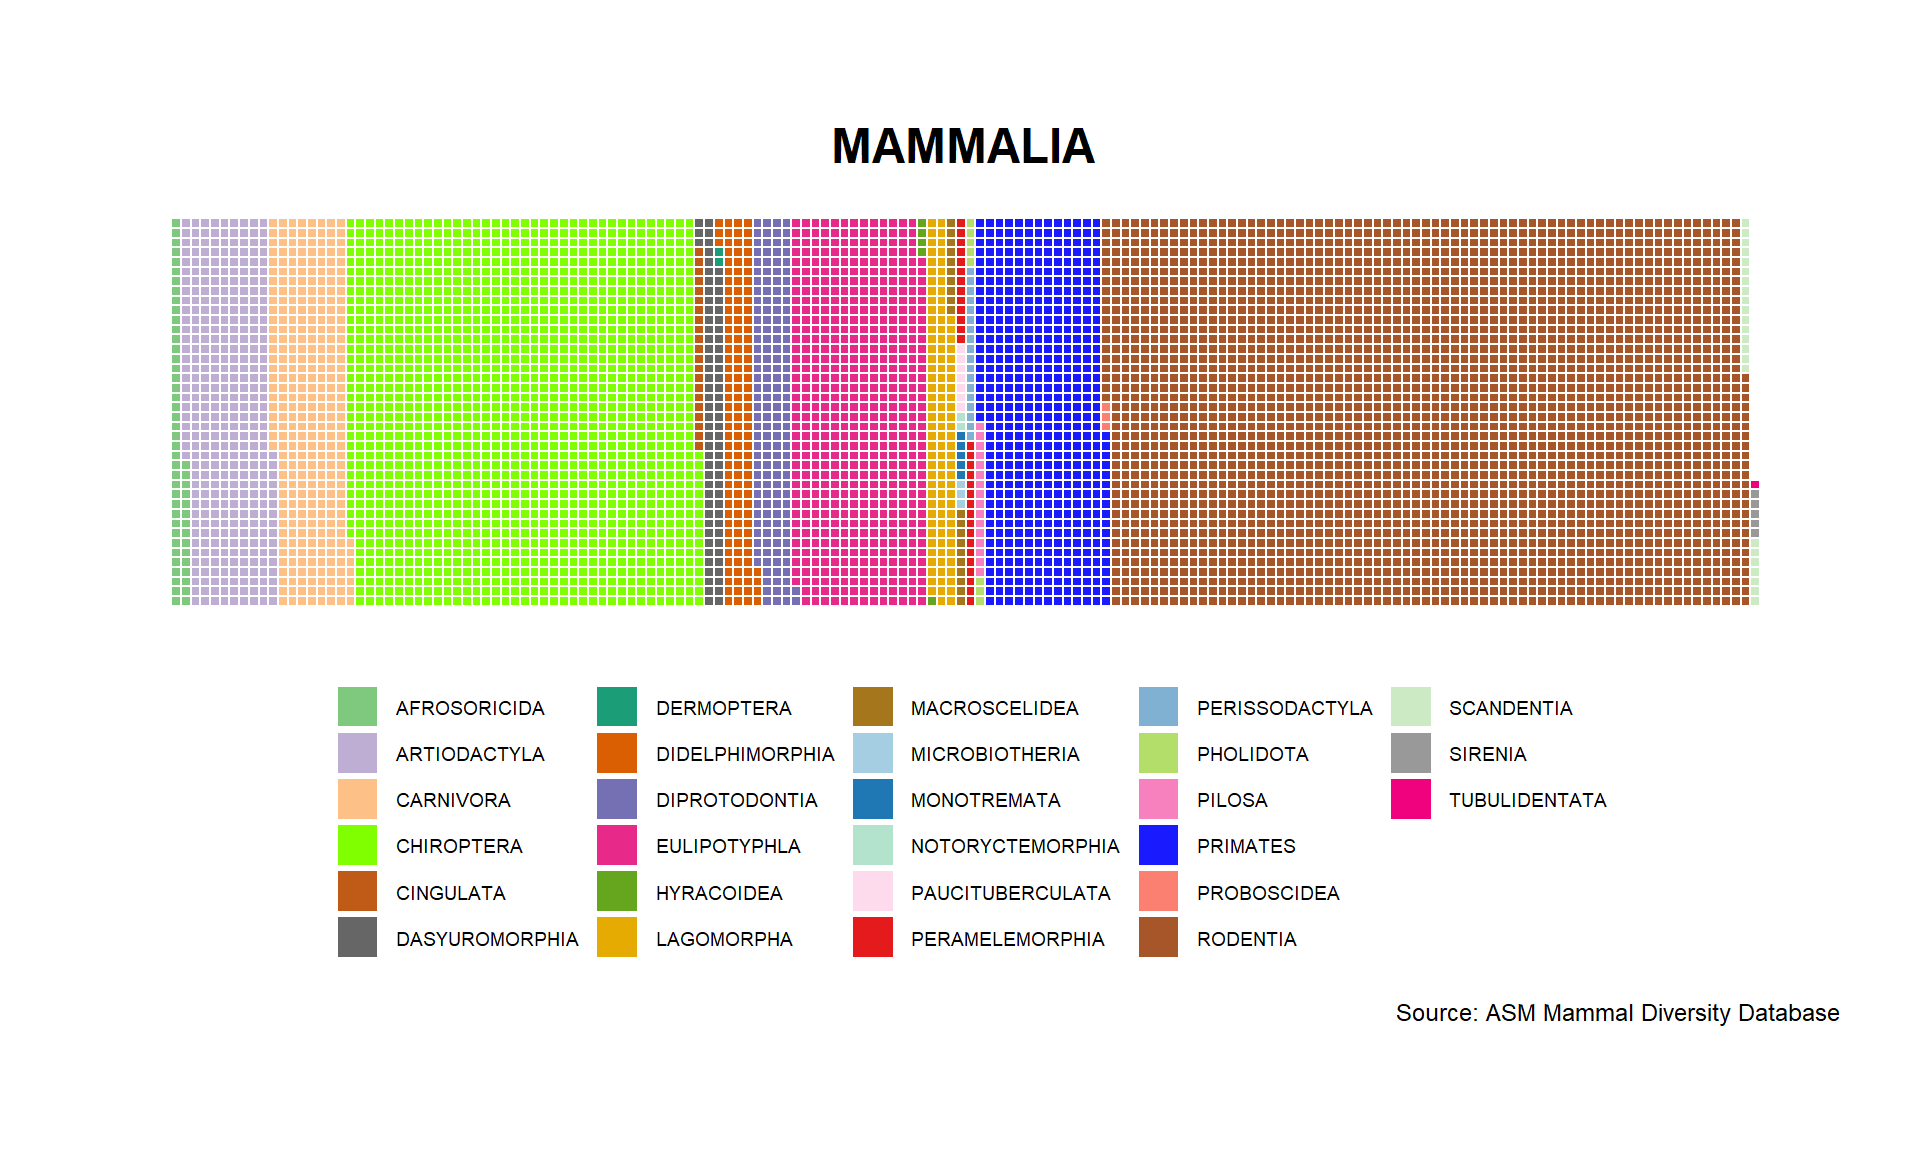 MAMMALIA
AFROSORICIDA
ARTIODACTYLA
CARNIVORA
CHIROPTERA
CINGULATA
DASYUROMORPHIA
DERMOPTERA
DIDELPHIMORPHIA
DIPROTODONTIA
EULIPOTYPHLA
HYRACOIDEA
LAGOMORPHA
MACROSCELIDEA
MICROBIOTHERIA
MONOTREMATA
NOTORYCTEMORPHIA
PAUCITUBERCULATA
PERAMELEMORPHIA
PERISSODACTYLA
PHOLIDOTA
PILOSA
PRIMATES
PROBOSCIDEA
RODENTIA
SCANDENTIA
SIRENIA
TUBULIDENTATA
Source: ASM Mammal Diversity Database